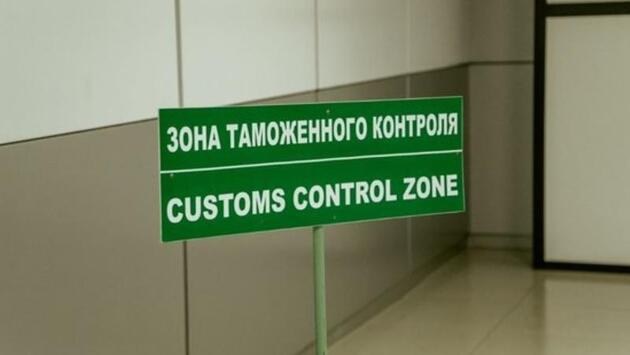 ЗОНА ТАМОЖЕННОГО КОНТРОЛЯ
CUSTOMS CONTROL ZONE